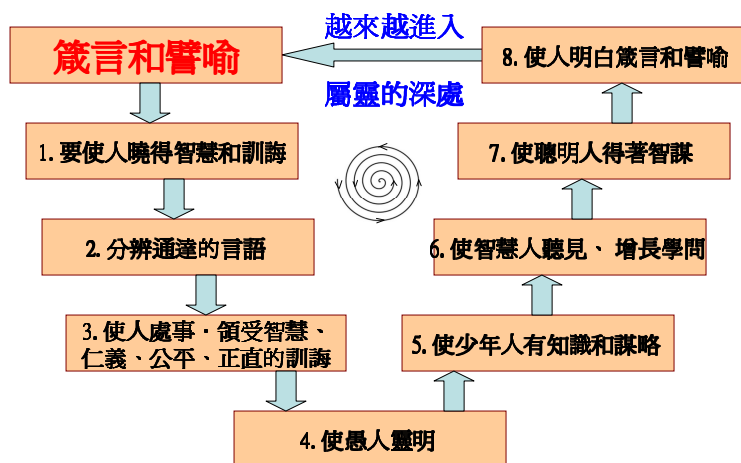 箴言和譬喻
越來越進入
屬靈的深處
1. 要使人曉得智慧和訓誨
2. 分辨通達的言語
3. 使人處事．領受智慧、
仁義、公平、正直的訓誨
4. 使愚人靈明
5. 使少年人有知識和謀略
6. 使智慧人聽見、 增長學問
7. 使聰明人得著智謀
8. 使人明白箴言和譬喻